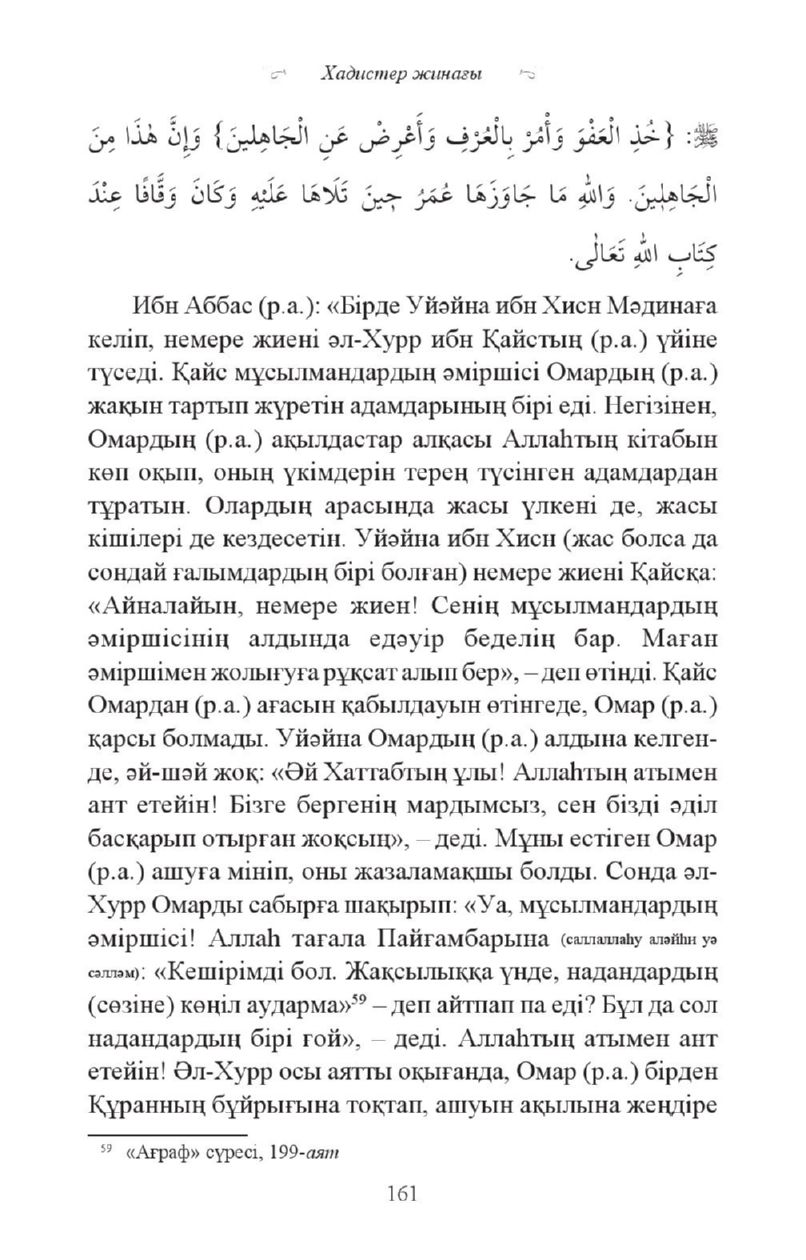 Хадистер жинағы
ﷺ: {خُذِ الْعَفْوَ وَأْمُرْ بِالْعُرْفِ وَأَعْرِضْ عَنِ الْجَاهِلينَ} وَإِنَّ هٰذَا مِنَ
الْجَاهِلِينَ. وَاللهِ مَا جَاوَزَهَا عُمَرُ حِينَ تَلَاهَا عَلَيْهِ وَكَانَ وَقَّافًا عِنْدَ
كِتَابِ اللهِ تَعَالٰى.
Ибн Аббас (р.а.): «Бірде Уйәйна ибн Хисн Мәдинаға
келіп, немере жиені әл-Хурр ибн Қайстың (р.а.) үйіне
түседі. Қайс мұсылмандардың әміршісі Омардың (р.а.)
жақын тартып жүретін адамдарының бірі еді. Негізінен,
Омардың (р.а.) ақылдастар алқасы Аллаһтың кітабын
көп оқып, оның үкімдерін терең түсінген адамдардан
тұратын. Олардың арасында жасы үлкені де, жасы
кішілері де кездесетін. Уйәйна ибн Хисн (жас болса да
сондай ғалымдардың бірі болған) немере жиені Қайсқа:
«Айналайын, немере жиен! Сенің мұсылмандардың
әміршісінің алдында едәуір беделің бар. Маған
әміршімен жолығуға рұқсат алып бер», – деп өтінді. Қайс
Омардан (р.а.) ағасын қабылдауын өтінгеде, Омар (р.а.)
қарсы болмады. Уйәйна Омардың (р.а.) алдына келген-
де, әй-шәй жоқ: «Әй Хаттабтың ұлы! Аллаһтың атымен
ант етейін! Бізге бергенің мардымсыз, сен бізді әділ
басқарып отырған жоқсың», – деді. Мұны естіген Омар
(р.а.) ашуға мініп, оны жазаламақшы болды. Сонда әл-
Хурр Омарды сабырға шақырып: «Уа, мұсылмандардың
әміршісі! Аллаһ тағала Пайғамбарына (саллаллаһу аләйһи уә
сәлләм): «Кешірімді бол. Жақсылыққа үнде, надандардың
(сөзіне) көңіл аударма»⁵⁹ – деп айтпап па еді? Бұл да сол
надандардың бірі ғой», – деді. Аллаһтың атымен ант
етейін! Әл-Хурр осы аятты оқығанда, Омар (р.а.) бірден
Құранның бұйрығына тоқтап, ашуын ақылына жеңдіре
⁵⁹ «Ағраф» сүресі, 199-аят
161